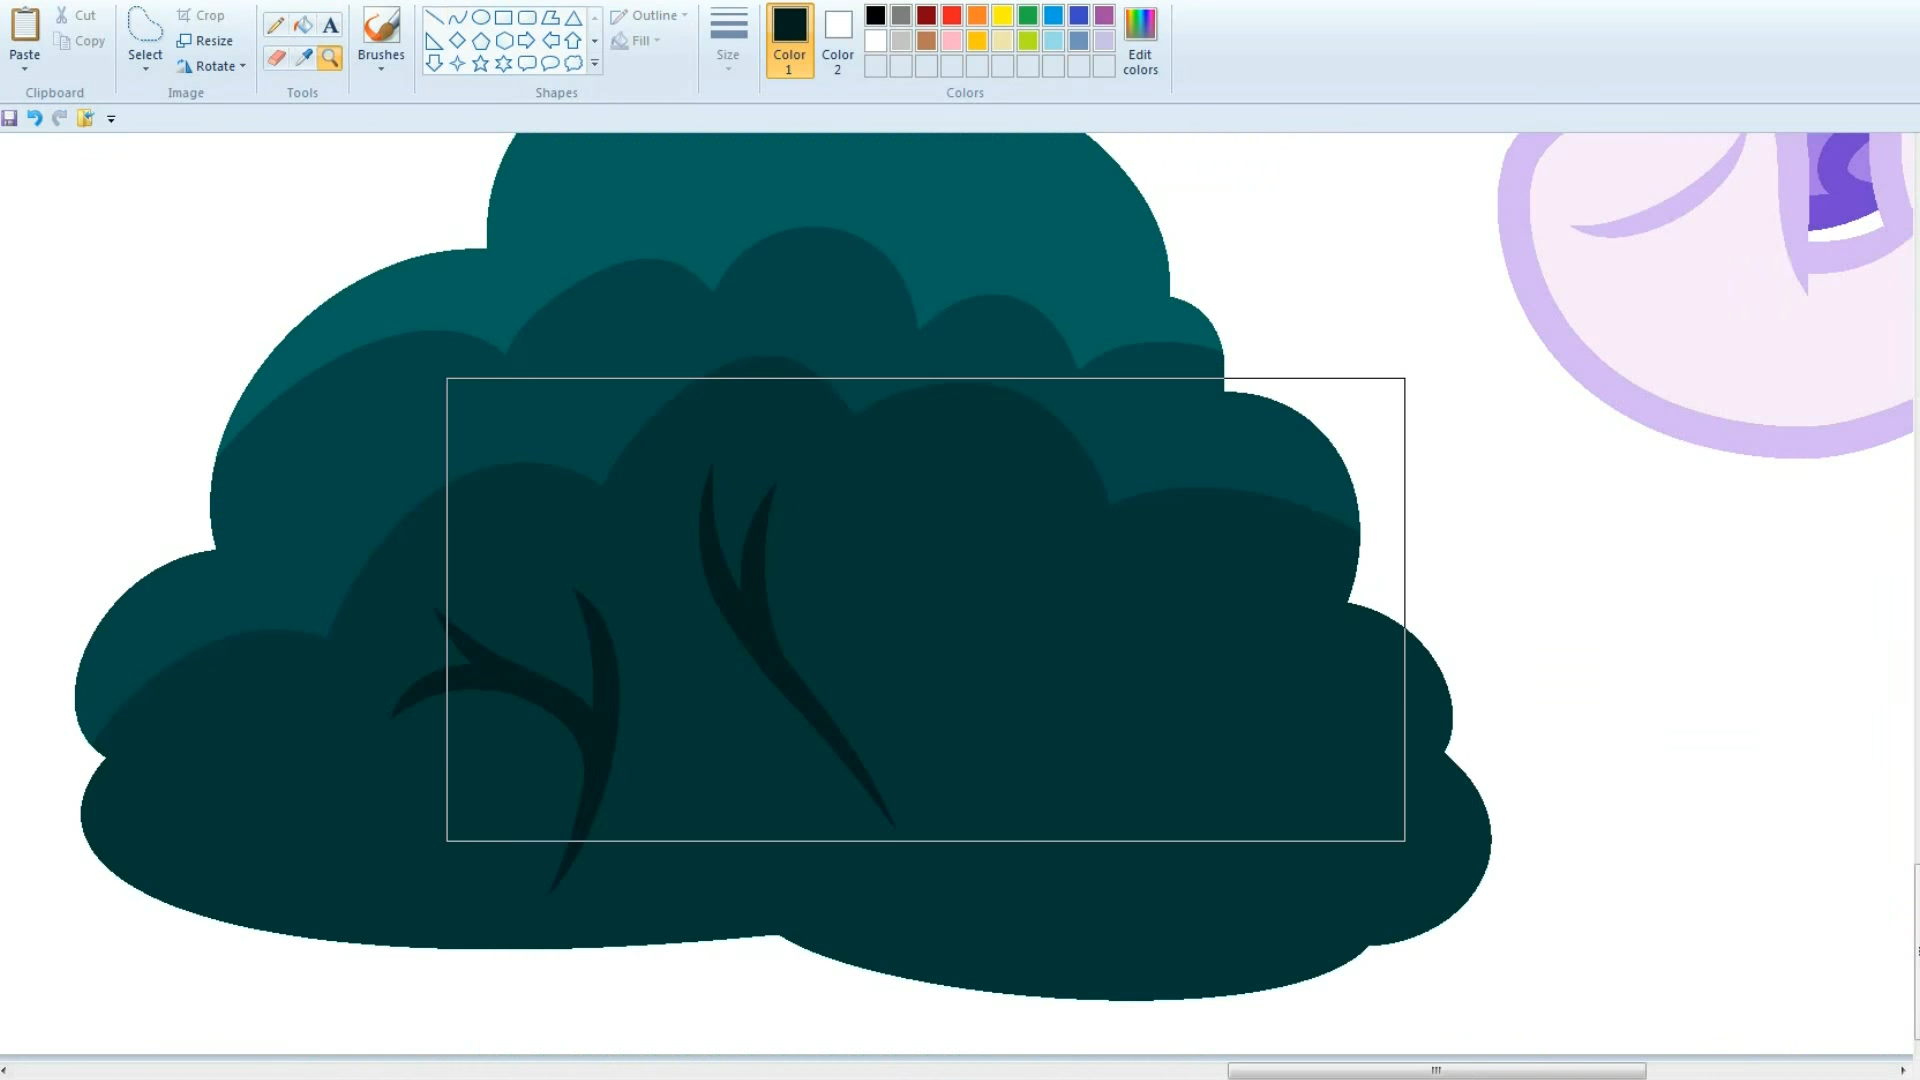 Paste
Cut
Copy
Clipboard
Select
Crop
Resize
Rotate
Image
A
Tools
Brushes
Shapes
Outline
Fill
Size
Color
1
Color
2
Colors
Edit
colors